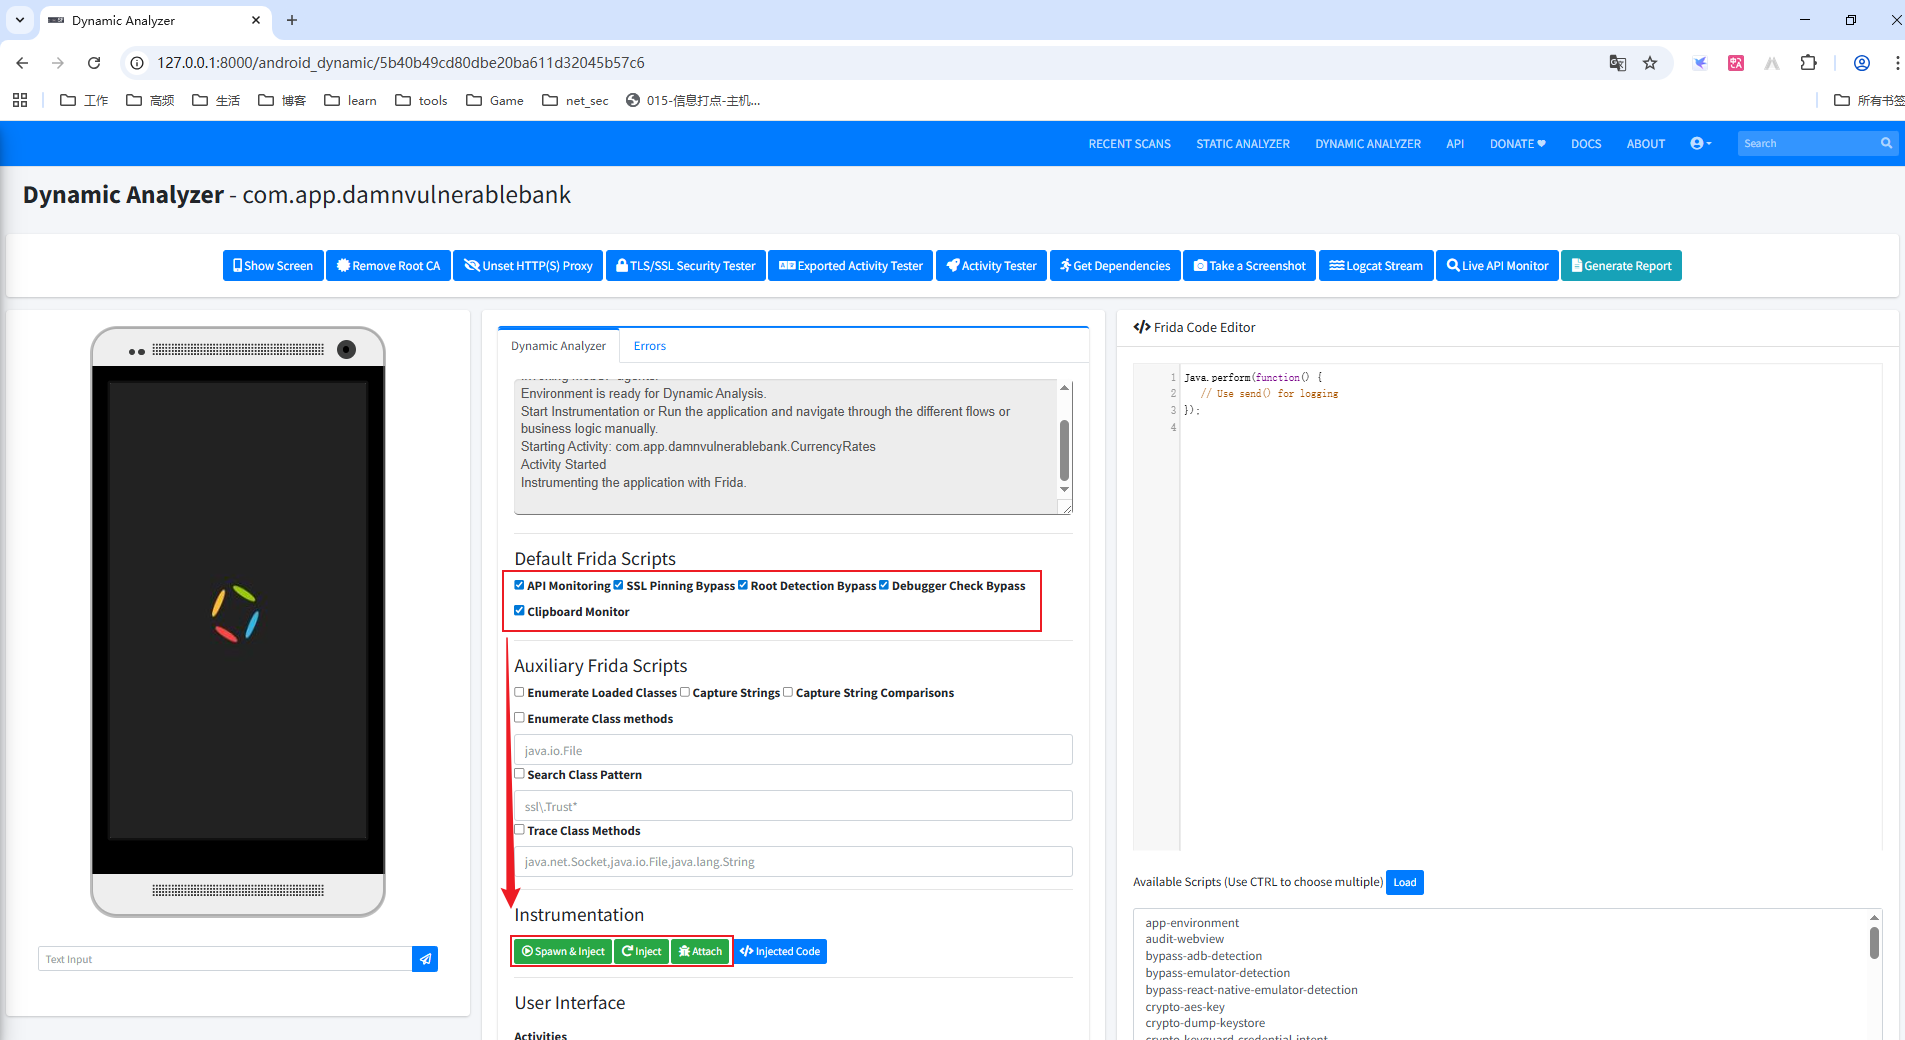 Dynamic Analyzer
127.0.0.1:8000/android_dynamic/5b40b49cd80dbe20ba611d32045b57c6
工作 高频 生活 博客 learn tools Game net_sec 015-信息打点-主机... 所有书签
RECENT SCANS STATIC ANALYZER DYNAMIC ANALYZER API DONATE DOCS ABOUT Search
Dynamic Analyzer - com.app.damnvulnerablebank
Show Screen Remove Root CA Unset HTTP(S) Proxy TLS/SSL Security Tester Exported Activity Tester Activity Tester Get Dependencies Take a Screenshot Logcat Stream Live API Monitor Generate Report
Text Input
Dynamic Analyzer Errors
Environment is ready for Dynamic Analysis.
Start Instrumentation or Run the application and navigate through the different flows or
business logic manually.
Starting Activity: com.app.damnvulnerablebank.CurrencyRates
Activity Started
Instrumenting the application with Frida.
Default Frida Scripts
API Monitoring SSL Pinning Bypass Root Detection Bypass Debugger Check Bypass
Clipboard Monitor
Auxiliary Frida Scripts
Enumerate Loaded Classes Capture Strings Capture String Comparisons
Enumerate Class methods
java.io.File
Search Class Pattern
ssl\.Trust*
Trace Class Methods
java.net.Socket,java.io.File,java.lang.String
Instrumentation
Spawn & Inject Inject Attach Injected Code
User Interface
Activities
Frida Code Editor
1 Java.perform(function() {
2 // Use send() for logging
3 });
4
Available Scripts (Use CTRL to choose multiple) Load
app-environment
audit-webview
bypass-adb-detection
bypass-emulator-detection
bypass-react-native-emulator-detection
crypto-aes-key
crypto-dump-keystore
crypto-keyguard-credential-intent